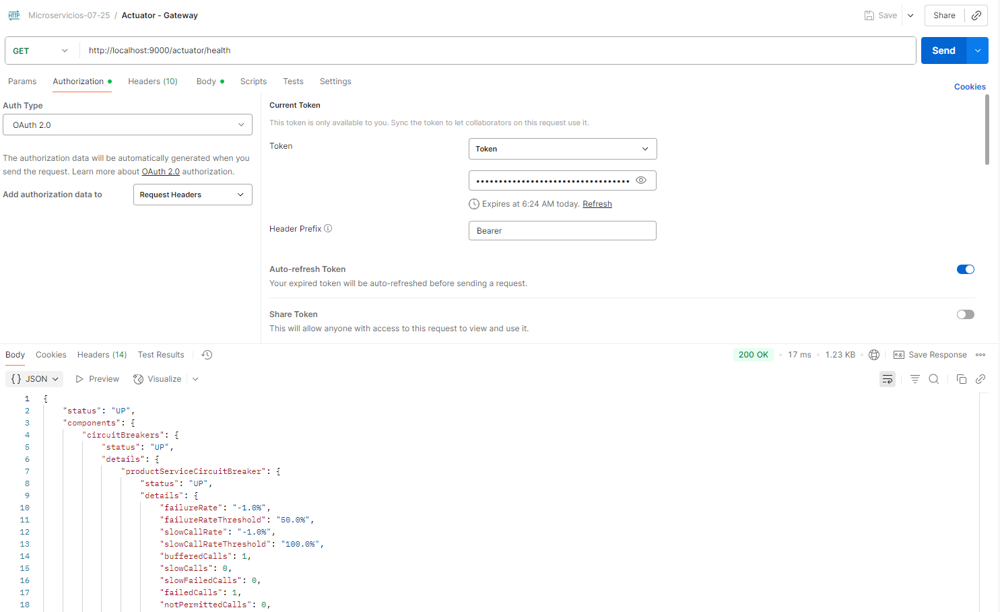 HTTP Microservicios-07-25 / Actuator - Gateway Save Share
GET http://localhost:9000/actuator/health Send
Params Authorization Headers (10) Body Scripts Tests Settings Cookies
Auth Type
OAuth 2.0
The authorization data will be automatically generated when you
send the request. Learn more about OAuth 2.0 authorization.
Add authorization data to Request Headers
Current Token
This token is only available to you. Sync the token to let collaborators on this request use it.
Token Token
••••••••••••••••••••••••••••••••••
Expires at 6:24 AM today. Refresh
Header Prefix Bearer
Auto-refresh Token
Your expired token will be auto-refreshed before sending a request.
Share Token
This will allow anyone with access to this request to view and use it.
Body Cookies Headers (14) Test Results 200 OK • 17 ms • 1.23 KB • e.g. Save Response
{} JSON Preview Visualize
1 {
2 "status": "UP",
3 "components": {
4 "circuitBreakers": {
5 "status": "UP",
6 "details": {
7 "productServiceCircuitBreaker": {
8 "status": "UP",
9 "details": {
10 "failureRate": "-1.0%",
11 "failureRateThreshold": "50.0%",
12 "slowCallRate": "-1.0%",
13 "slowCallRateThreshold": "100.0%",
14 "bufferedCalls": 1,
15 "slowCalls": 0,
16 "slowFailedCalls": 0,
17 "failedCalls": 1,
18 "notPermittedCalls": 0,